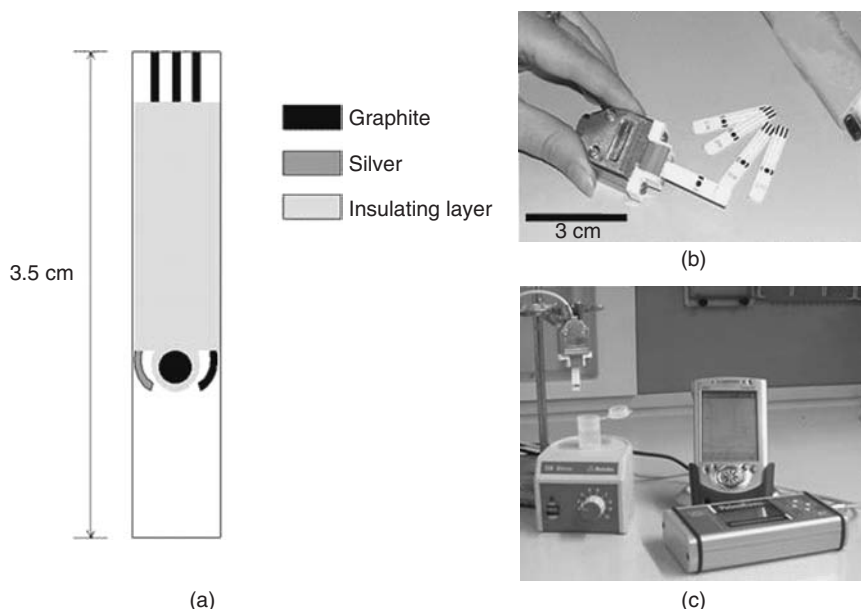 3.5 cm
Graphite
Silver
Insulating layer
(a)
3 cm
(b)
(c)